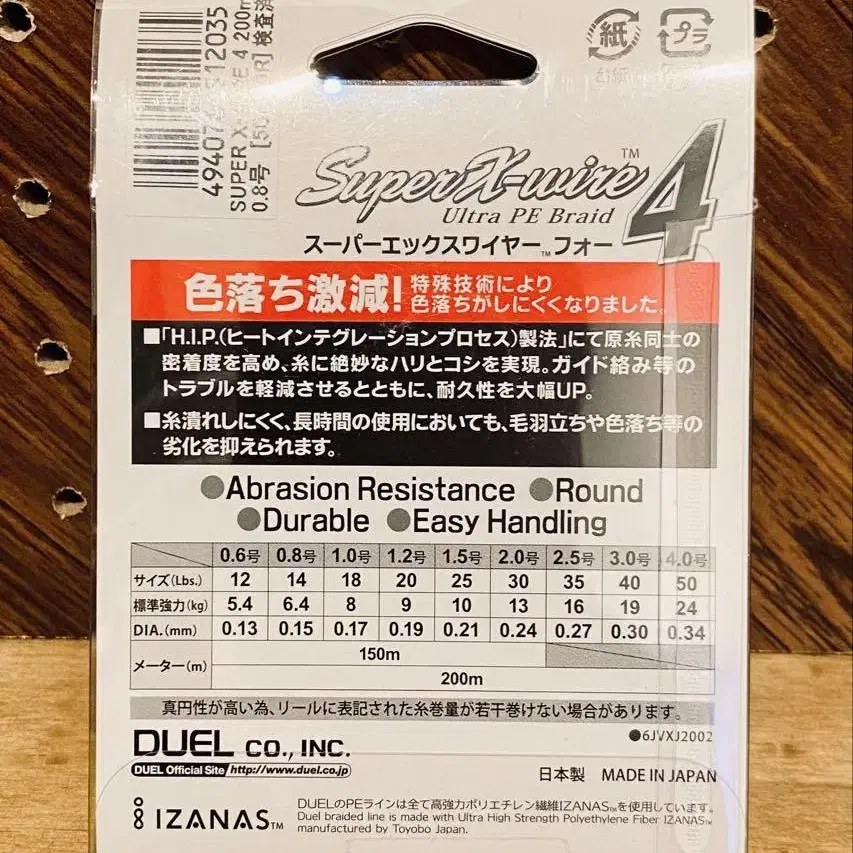 SUPER X-
4 200m
0.8号
検査済
紙
プラ
Super X-wire™ 4
Ultra PE Braid
スーパーエックスワイヤー™フォー
色落ち激減!
特殊技術により
色落ちがしにくくなりました。
■「H.I.P.(ヒートインテグレーションプロセス)製法」にて原糸同士の
密着度を高め、糸に絶妙なハリとコシを実現。ガイド絡み等の
トラブルを軽減させるとともに、耐久性を大幅UP。
■糸潰れしにくく、長時間の使用においても、毛羽立ちや色落ち等の
劣化を抑えられます。
●Abrasion Resistance ●Round
●Durable ●Easy Handling
0.6号 0.8号 1.0号 1.2号 1.5号 2.0号 2.5号 3.0号 4.0号
サイズ(Lbs.) 12 14 18 20 25 30 35 40 50
標準強力(kg) 5.4 6.4 8 9 10 13 16 19 24
DIA.(mm) 0.13 0.15 0.17 0.19 0.21 0.24 0.27 0.30 0.34
メーター(m) 150m
200m
真円性が高い為、リールに表記された糸巻量が若干巻けない場合があります。
●6JVXJ2002
DUEL CO., INC.
DUEL Official Site http://www.duel.co.jp
日本製 MADE IN JAPAN
IZANAS™
DUELのPEラインは全て高強力ポリエチレン繊維IZANAS™を使用しています。
Duel braided line is made with Ultra High Strength Polyethylene Fiber IZANAS™
manufactured by Toyobo Japan.